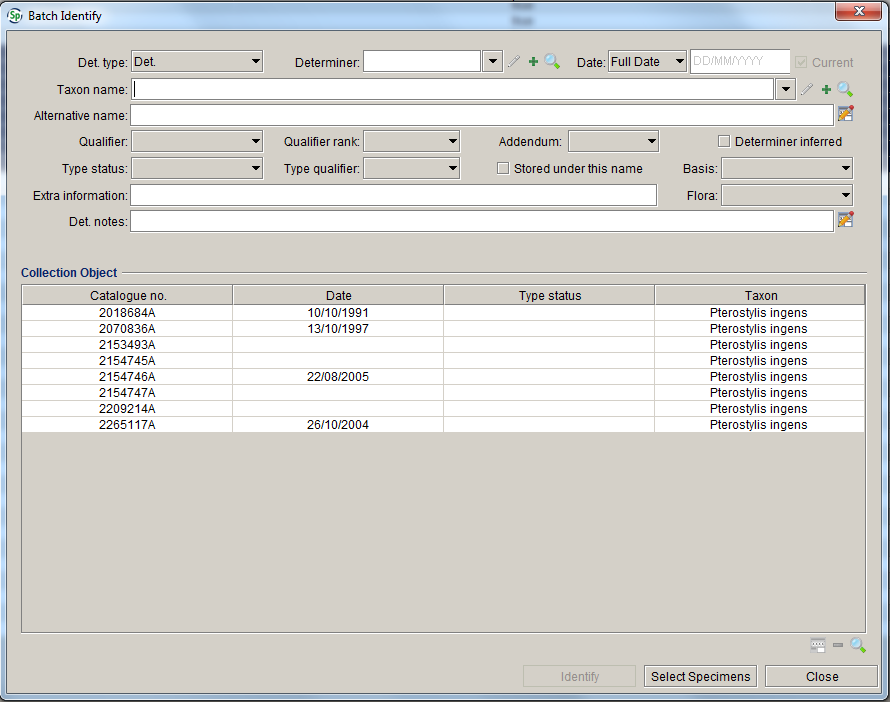 Sp Batch Identify
Det. type: Det. Determiner: Date: Full Date DD/MM/YYYY Current
Taxon name:
Alternative name:
Qualifier: Qualifier rank: Addendum: Determiner inferred
Type status: Type qualifier: Stored under this name Basis:
Extra information: Flora:
Det. notes:
Collection Object
Catalogue no. Date Type status Taxon
2018684A 10/10/1991 Pterostylis ingens
2070836A 13/10/1997 Pterostylis ingens
2153493A Pterostylis ingens
2154745A Pterostylis ingens
2154746A 22/08/2005 Pterostylis ingens
2154747A Pterostylis ingens
2209214A Pterostylis ingens
2265117A 26/10/2004 Pterostylis ingens
Identify Select Specimens Close